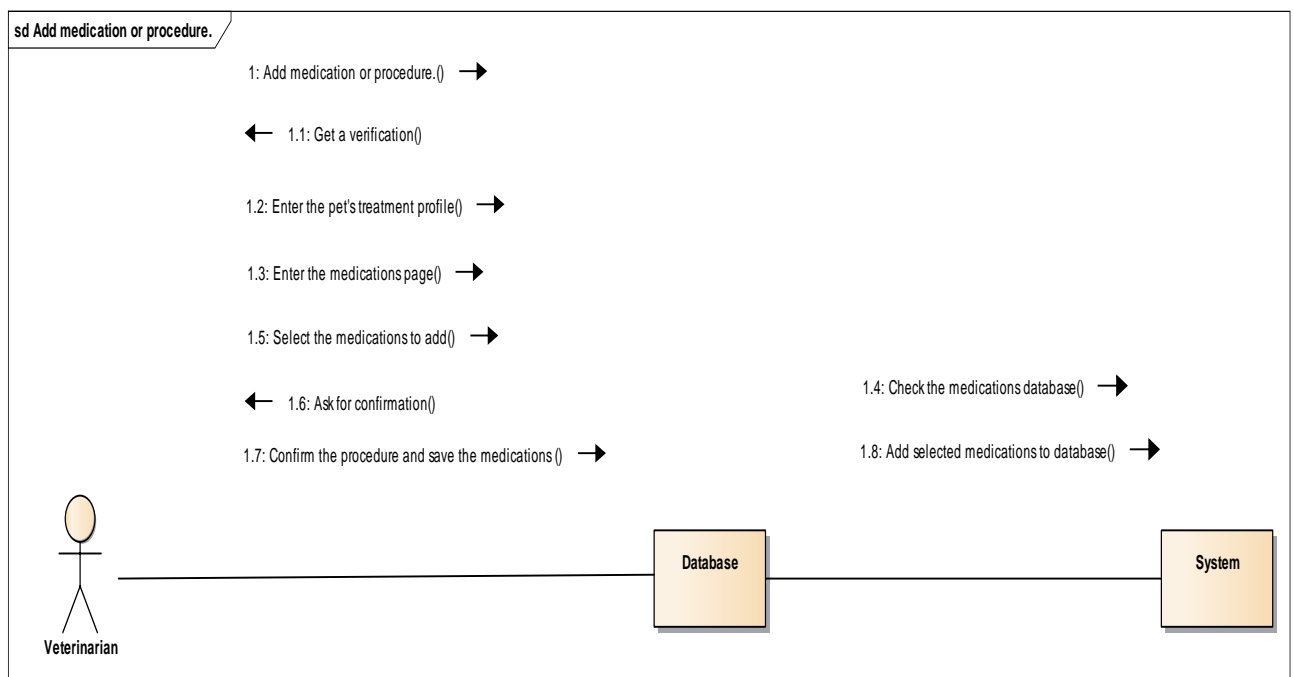 sd Add medication or procedure.
1: Add medication or procedure.()
1.1: Get a verification()
1.2: Enter the pet's treatment profile()
1.3: Enter the medications page()
1.5: Select the medications to add()
1.4: Check the medications database()
1.6: Ask for confirmation()
1.7: Confirm the procedure and save the medications ()
1.8: Add selected medications to database()
Database
System
Veterinarian